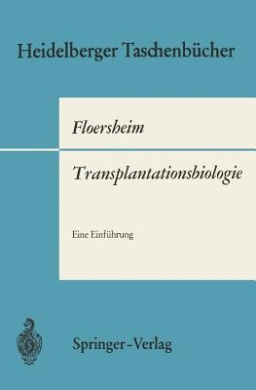 Heidelberger Taschenbücher
Floersheim
Transplantationsbiologie
Eine Einführung
Springer-Verlag